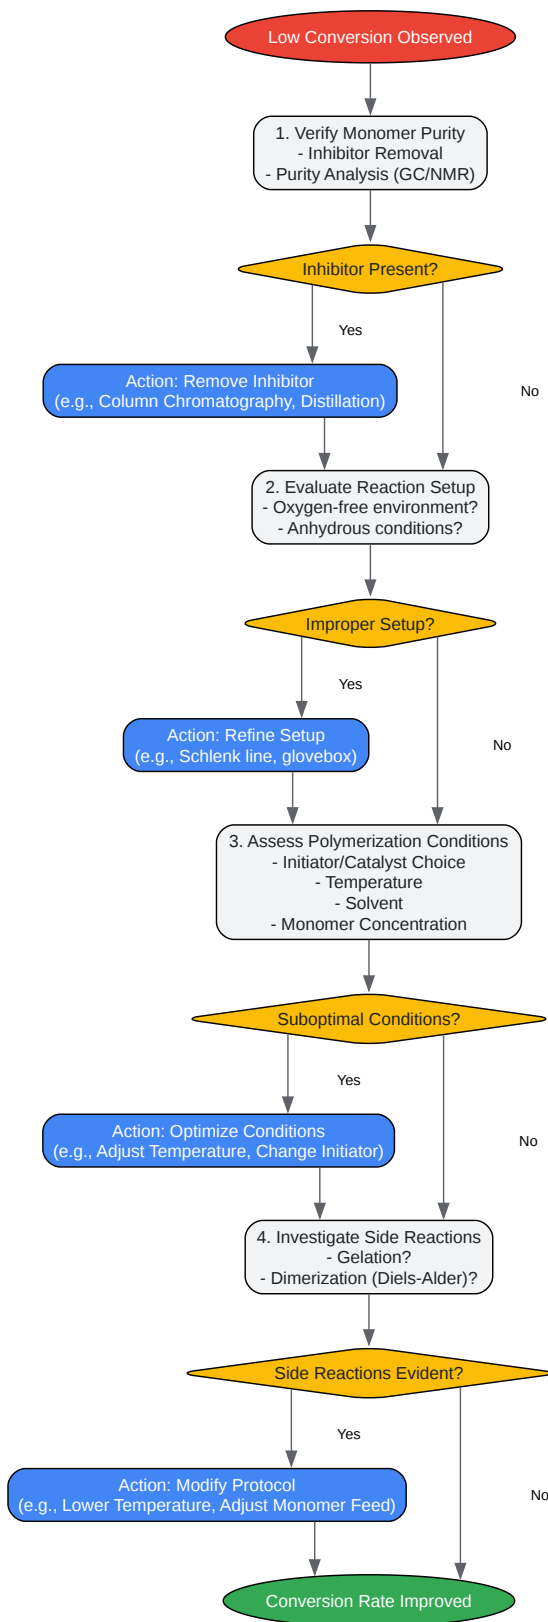 Low Conversion Observed
1. Verify Monomer Purity
- Inhibitor Removal
- Purity Analysis (GC/NMR)
Inhibitor Present?
Yes
Action: Remove Inhibitor
(e.g., Column Chromatography, Distillation)
No
2. Evaluate Reaction Setup
- Oxygen-free environment?
- Anhydrous conditions?
Improper Setup?
Yes
Action: Refine Setup
(e.g., Schlenk line, glovebox)
No
3. Assess Polymerization Conditions
- Initiator/Catalyst Choice
- Temperature
- Solvent
- Monomer Concentration
Suboptimal Conditions?
Yes
Action: Optimize Conditions
(e.g., Adjust Temperature, Change Initiator)
No
4. Investigate Side Reactions
- Gelation?
- Dimerization (Diels-Alder)?
Side Reactions Evident?
Yes
Action: Modify Protocol
(e.g., Lower Temperature, Adjust Monomer Feed)
No
Conversion Rate Improved